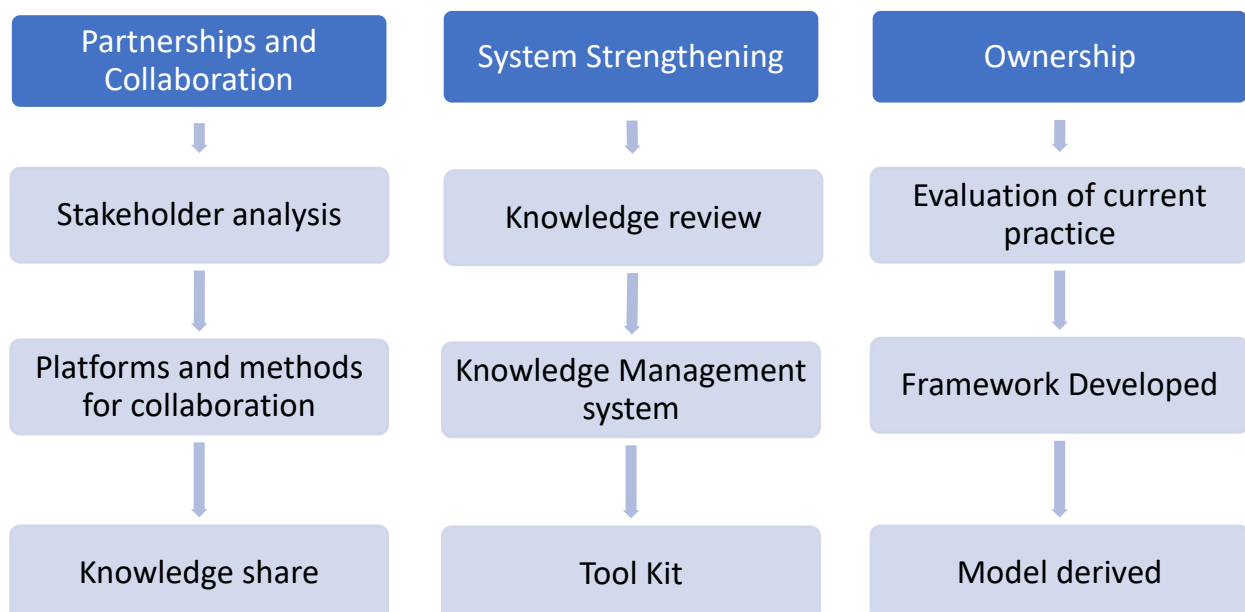 Partnerships and
Collaboration
Stakeholder analysis
Platforms and methods
for collaboration
Knowledge share
System Strengthening
Knowledge review
Knowledge Management
system
Tool Kit
Ownership
Evaluation of current
practice
Framework Developed
Model derived